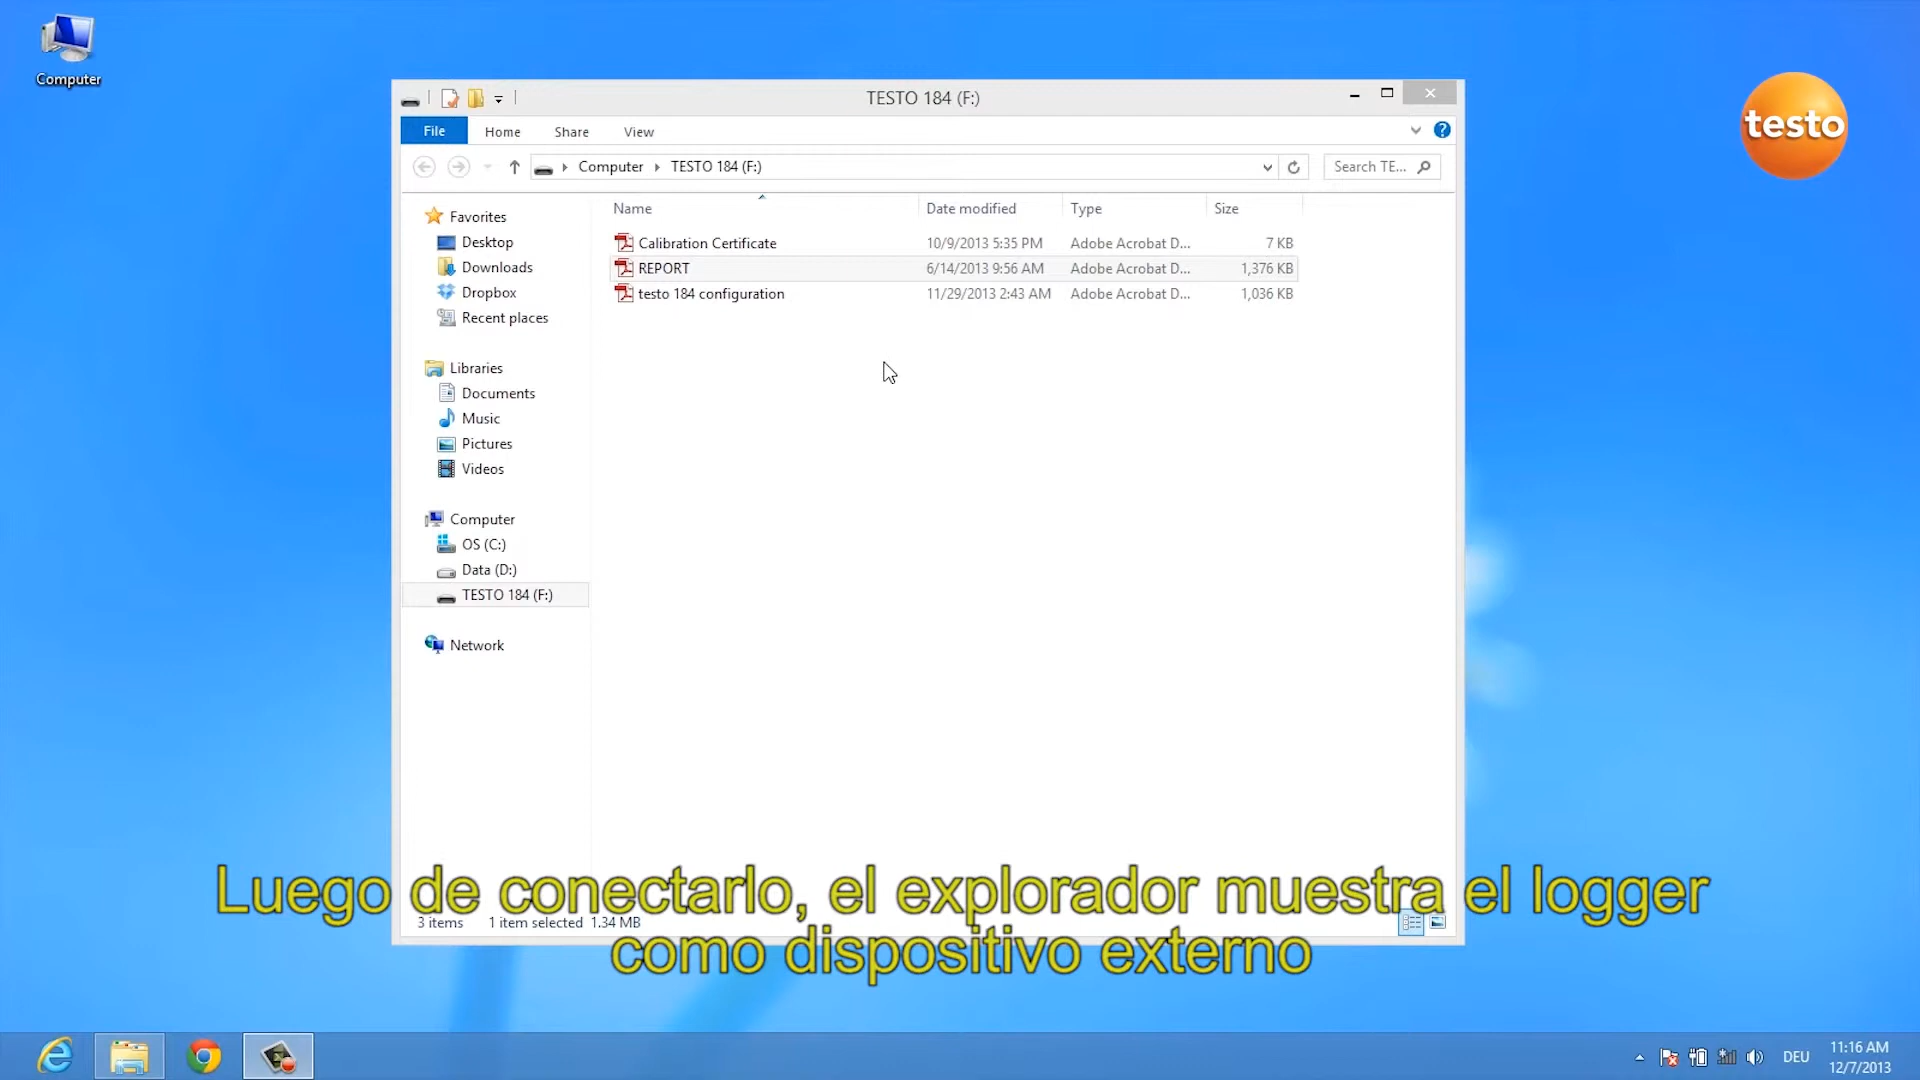 Computer
TESTO 184 (F:)
testo
File Home Share View
Computer TESTO 184 (F:) Search TE...
Name Date modified Type Size
Favorites
Desktop
Downloads
Dropbox
Recent places
Libraries
Documents
Music
Pictures
Videos
Computer
OS (C:)
Data (D:)
TESTO 184 (F:)
Network
Calibration Certificate 10/9/2013 5:35 PM Adobe Acrobat D... 7 KB
REPORT 6/14/2013 9:56 AM Adobe Acrobat D... 1,376 KB
testo 184 configuration 11/29/2013 2:43 AM Adobe Acrobat D... 1,036 KB
Luego de conectarlo, el explorador muestra el logger
3 items 1 item selected 1.34 MB
como dispositivo externo
DEU
11:16 AM
12/7/2013